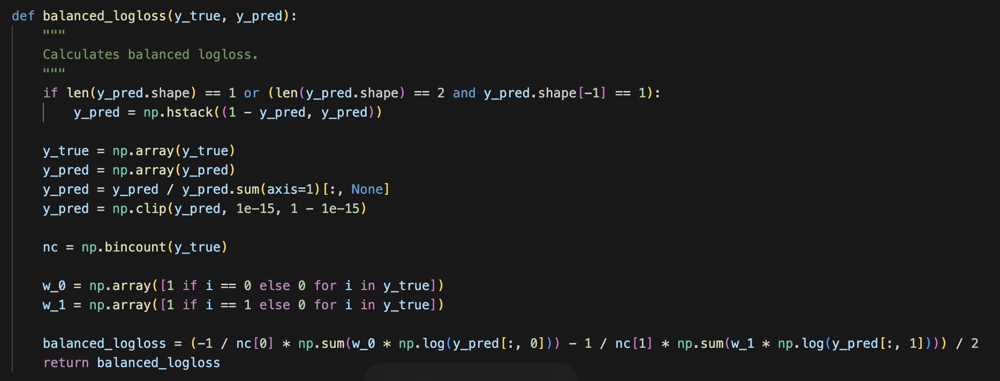 def balanced_logloss(y_true, y_pred):
    """
    Calculates balanced logloss.
    """
    if len(y_pred.shape) == 1 or (len(y_pred.shape) == 2 and y_pred.shape[-1] == 1):
        y_pred = np.hstack((1 - y_pred, y_pred))

    y_true = np.array(y_true)
    y_pred = np.array(y_pred)
    y_pred = y_pred / y_pred.sum(axis=1)[:, None]
    y_pred = np.clip(y_pred, 1e-15, 1 - 1e-15)

    nc = np.bincount(y_true)

    w_0 = np.array([1 if i == 0 else 0 for i in y_true])
    w_1 = np.array([1 if i == 1 else 0 for i in y_true])

    balanced_logloss = (-1 / nc[0] * np.sum(w_0 * np.log(y_pred[:, 0])) - 1 / nc[1] * np.sum(w_1 * np.log(y_pred[:, 1]))) / 2
    return balanced_logloss